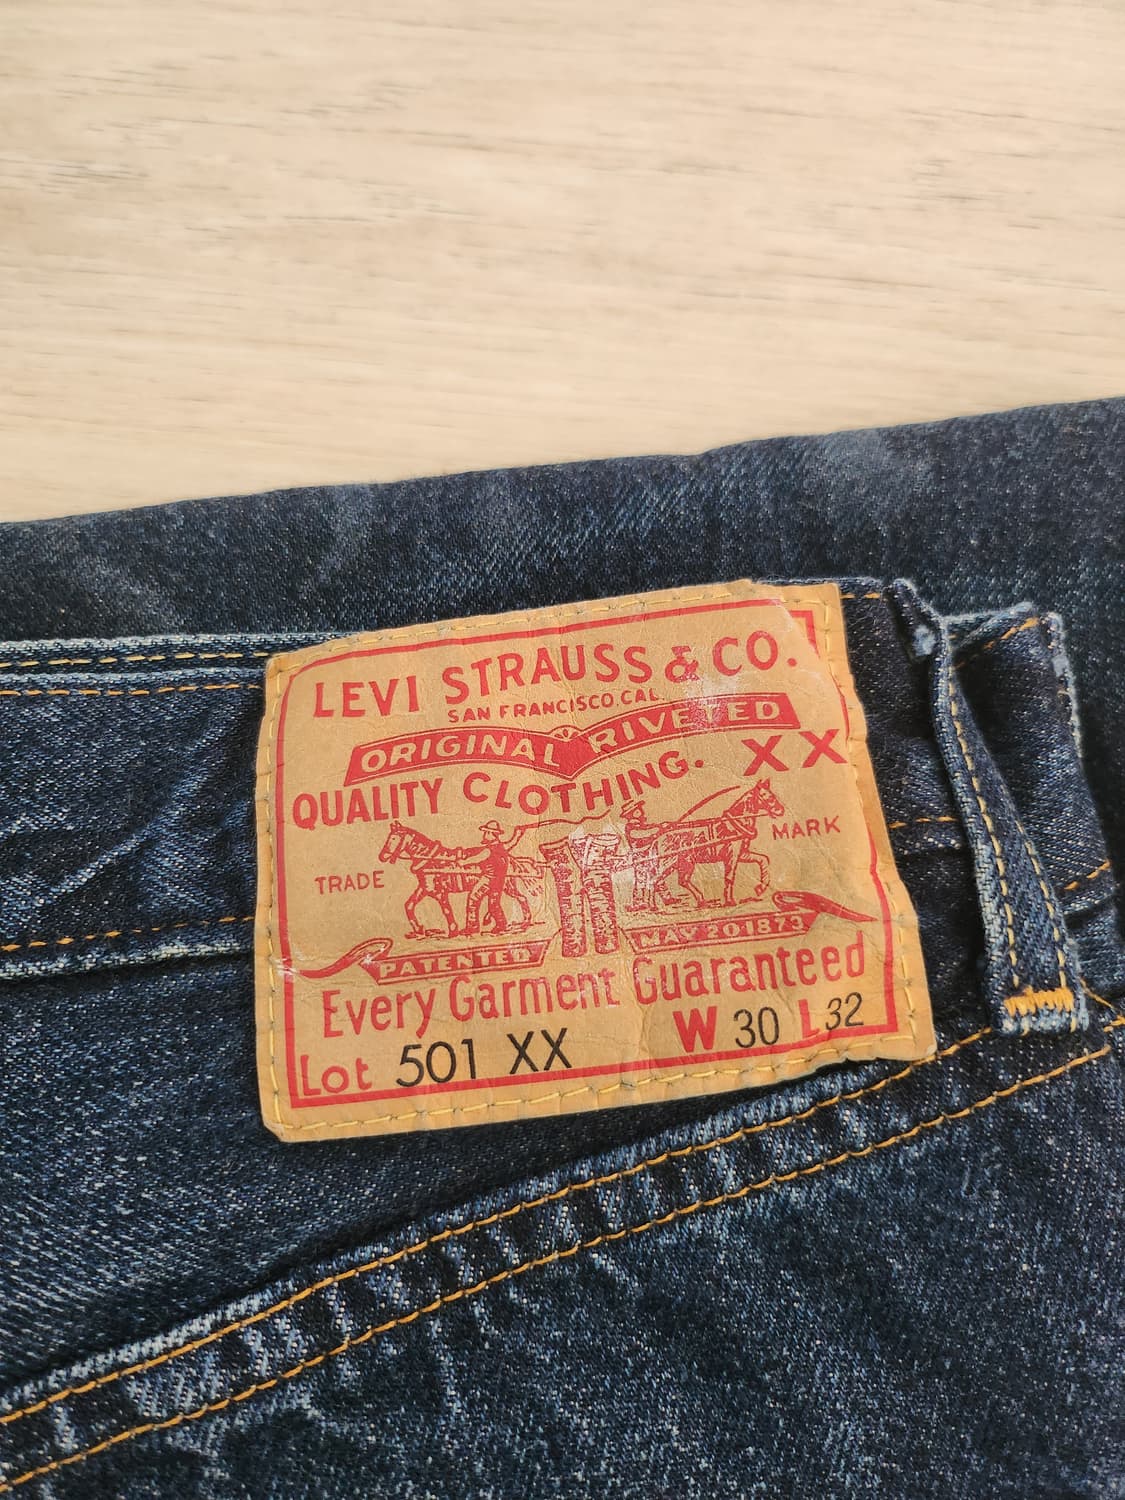 LEVI STRAUSS & CO.
SAN FRANCISCO, CAL.
ORIGINAL RIVETED
QUALITY CLOTHING. XX
TRADE MARK
PATENTED MAY 20 1873
Every Garment Guaranteed
Lot 501 XX W 30 L 32